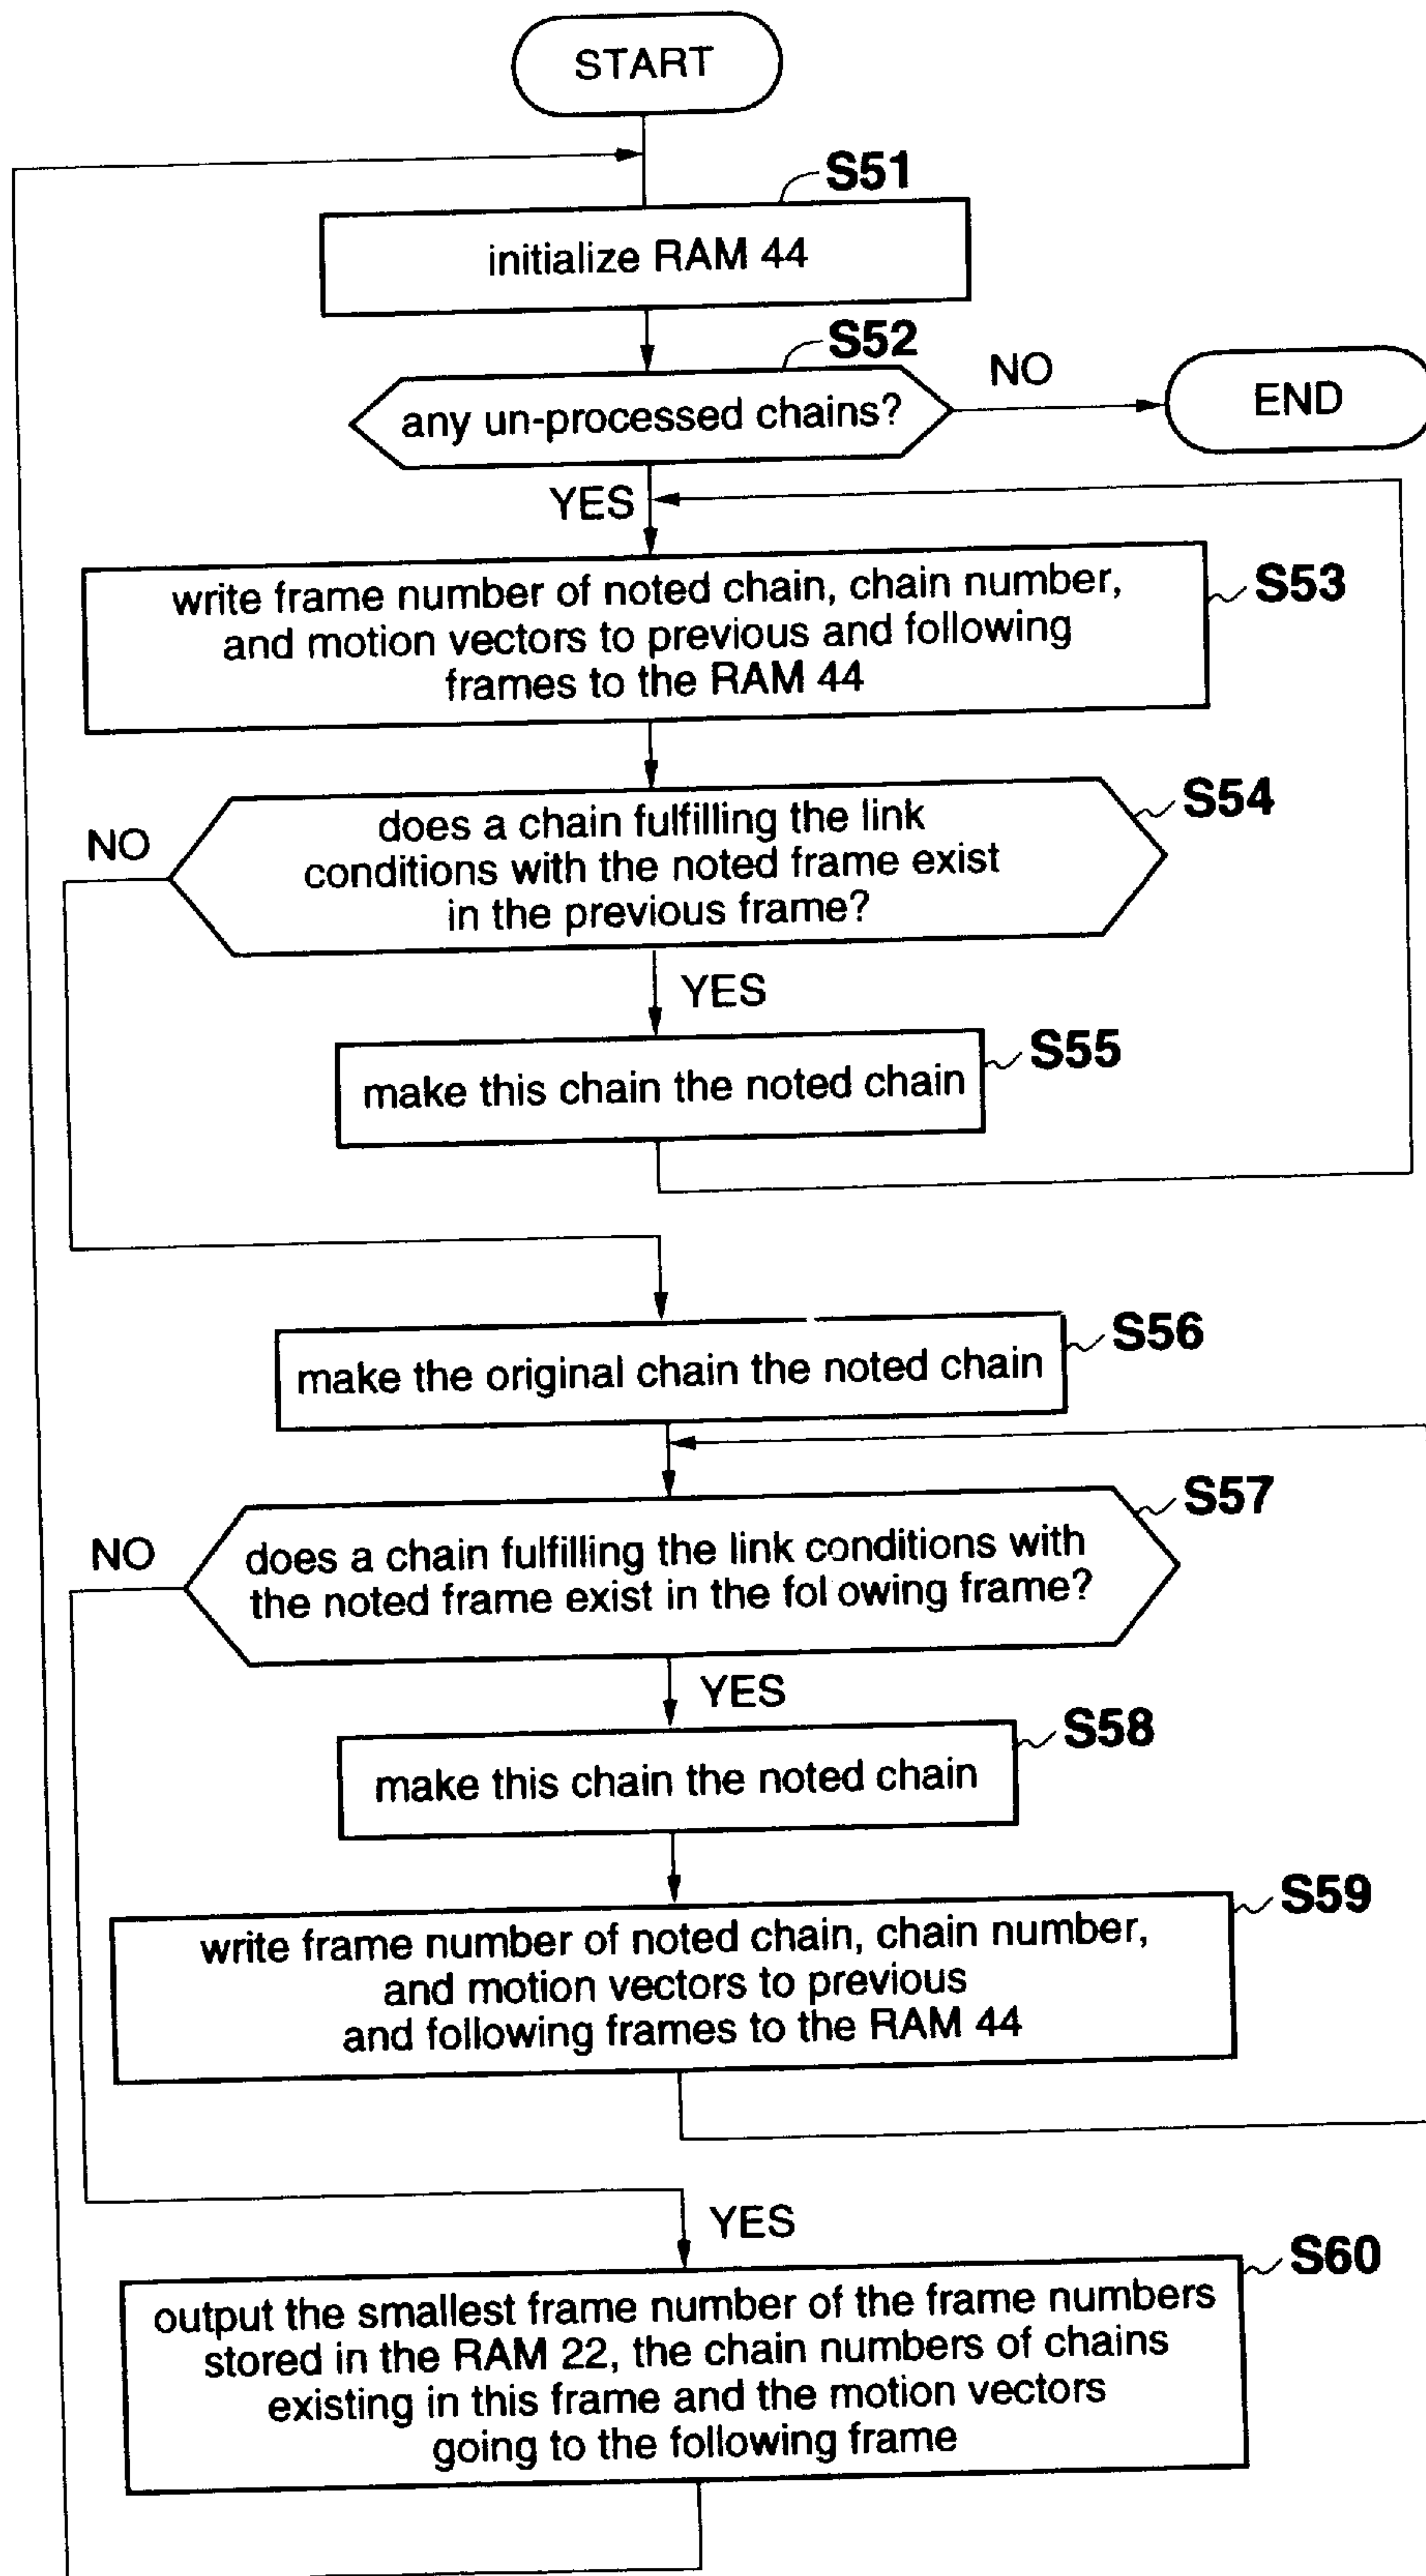 START
S51
initialize RAM 44
S52
any un-processed chains?
NO
END
YES
write frame number of noted chain, chain number,
and motion vectors to previous and following
frames to the RAM 44
S53
NO
does a chain fulfilling the link
conditions with the noted frame exist
in the previous frame?
S54
YES
make this chain the noted chain
S55
make the original chain the noted chain
S56
NO
does a chain fulfilling the link conditions with
the noted frame exist in the fol owing frame?
S57
YES
make this chain the noted chain
S58
write frame number of noted chain, chain number,
and motion vectors to previous
and following frames to the RAM 44
S59
YES
output the smallest frame number of the frame numbers
stored in the RAM 22, the chain numbers of chains
existing in this frame and the motion vectors
going to the following frame
S60